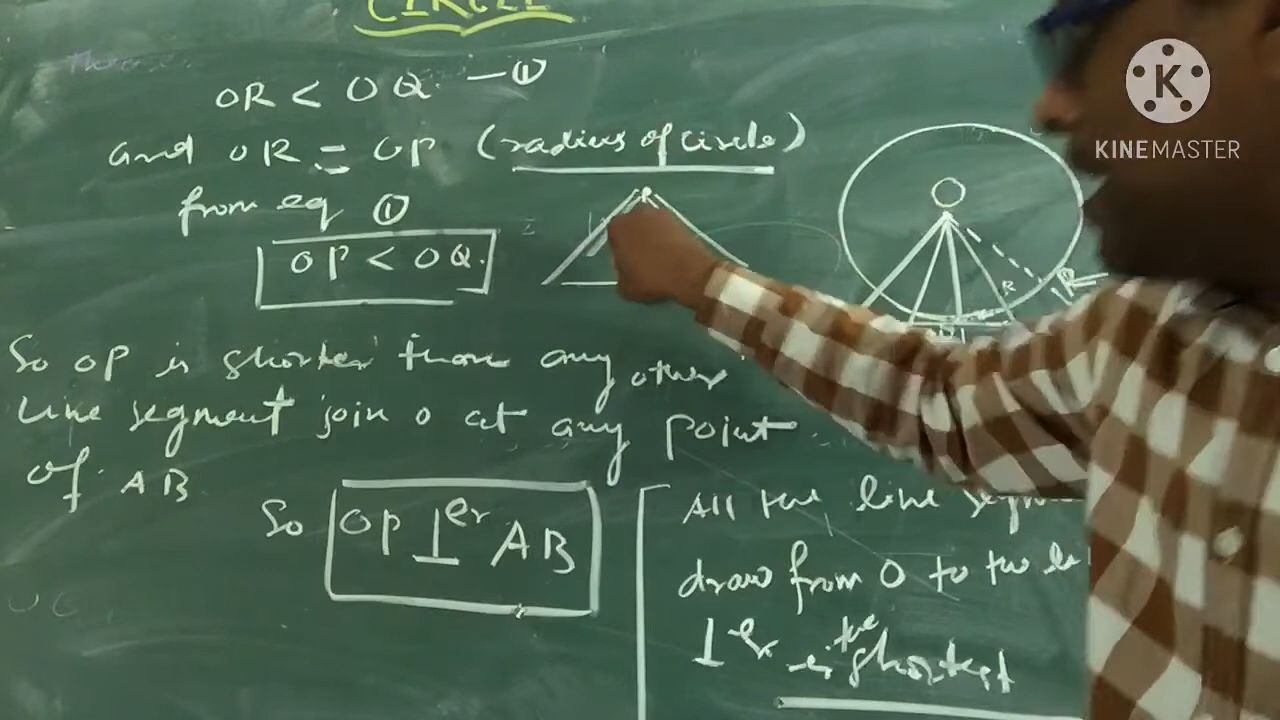 CIRCLE
OR < OQ. — ①
and OR = OP (radius of circle)
from eq ①
OP < OQ.
So OP is shorter than any other
Line segment join O at any point
of AB
So OP ⊥er AB
All the line
draw from O to the
⊥er is the shortest
O
R
K
KINEMASTER